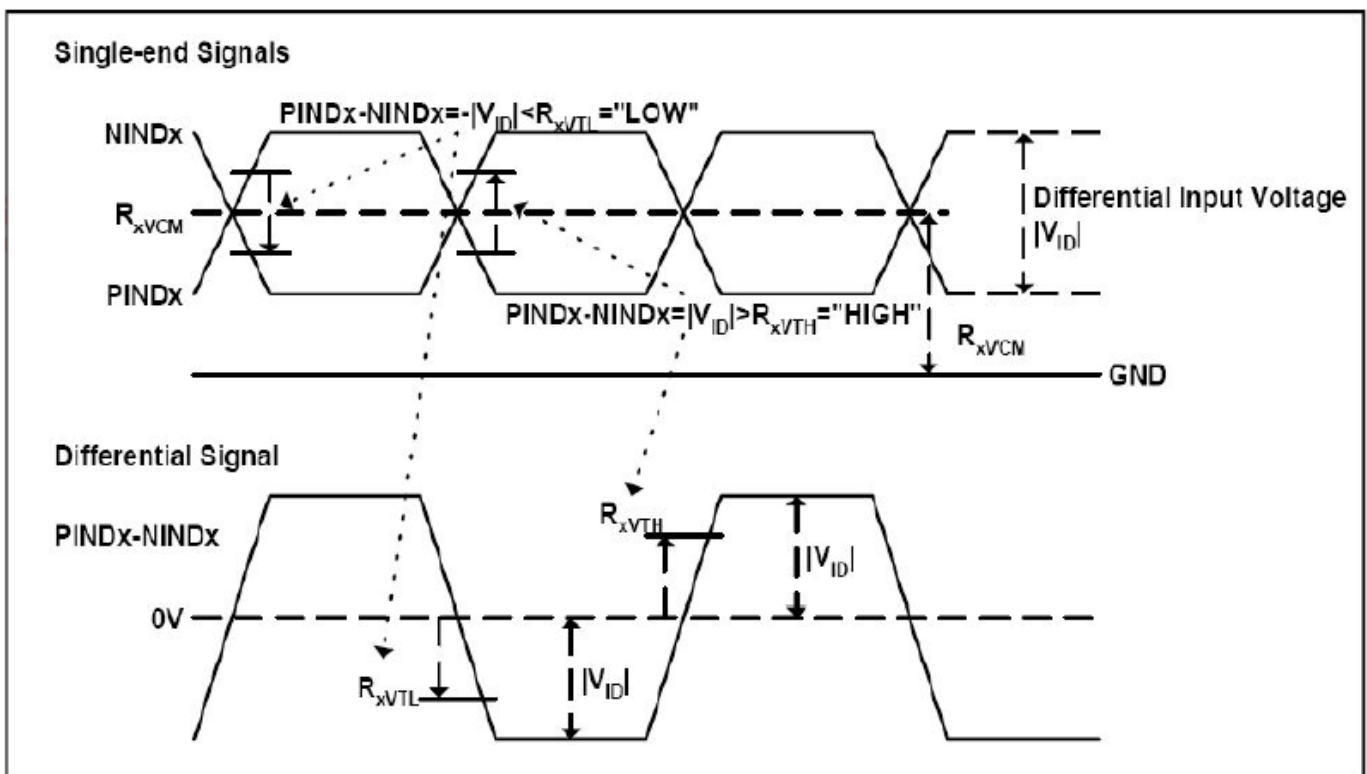 Single-end Signals
PINDx-NINDx=-|VID|<RxVTL="LOW"
NINDx
RxVCM
Differential Input Voltage
|VID|
PINDx
PINDx-NINDx=|VID|>RxVTH="HIGH"
RxVCM
GND
Differential Signal
PINDx-NINDx
RxVTH
|VID|
0V
RxVTL
|VID|